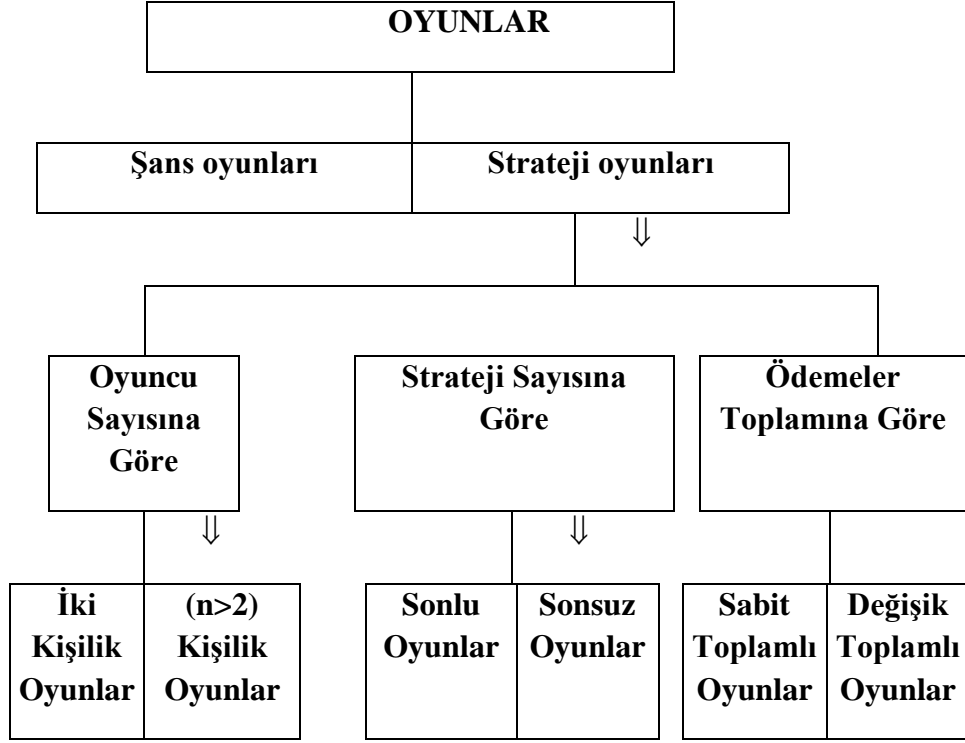 OYUNLAR
Şans oyunları
Strateji oyunları
⇓
Oyuncu
Sayısına
Göre
Strateji Sayısına
Göre
Ödemeler
Toplamına Göre
⇓
⇓
İki
Kişilik
Oyunlar
(n>2)
Kişilik
Oyunlar
Sonlu
Oyunlar
Sonsuz
Oyunlar
Sabit
Toplamlı
Oyunlar
Değişik
Toplamlı
Oyunlar